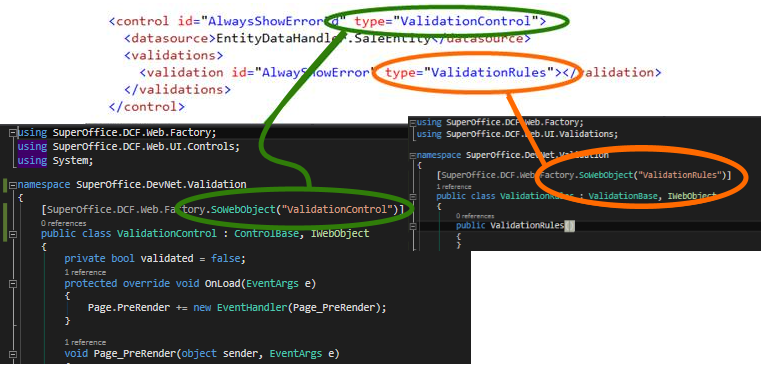 <control id="AlwaysShowErrorId" type="ValidationControl">
<datasource>EntityDataHandler.SaleEntity</datasource>
<validations>
<validation id="AlwayShowError" type="ValidationRules"></validation>
</validations>
</control>
using SuperOffice.DCF.Web.Factory;
using SuperOffice.DCF.Web.UI.Controls;
using System;
namespace SuperOffice.DevNet.Validation
{
[SuperOffice.DCF.Web.Factory.SoWebObject("ValidationControl")]
0 references
public class ValidationControl : ControlBase, IWebObject
{
private bool validated = false;
1 reference
protected override void OnLoad(EventArgs e)
{
Page.PreRender += new EventHandler(Page_PreRender);
}
1 reference
void Page_PreRender(object sender, EventArgs e)
using SuperOffice.DCF.Web.Factory;
using SuperOffice.DCF.Web.UI.Validations;
namespace SuperOffice.DevNet.Validation
{
[SuperOffice.DCF.Web.Factory.SoWebObject("ValidationRules")]
1 reference
public class ValidationRules : ValidationBase, IWebObject
{
0 references
public ValidationRules()
{
}